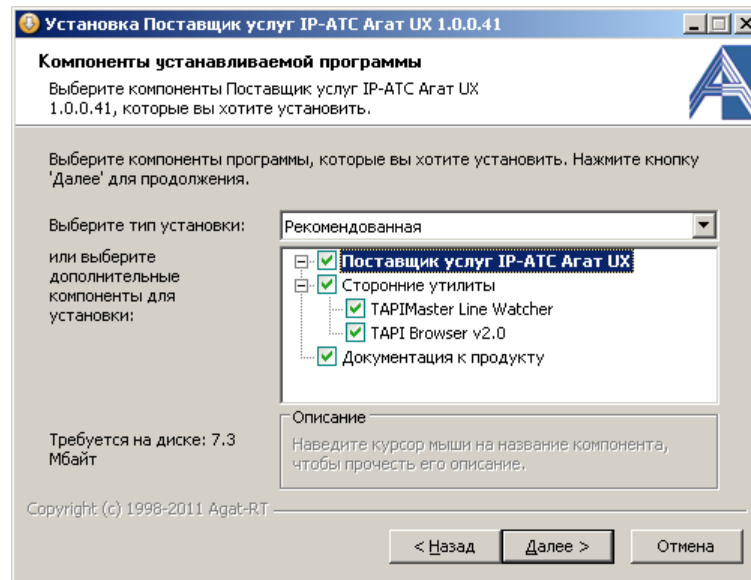 Установка Поставщик услуг IP-АТС Агат UX 1.0.0.41
Компоненты устанавливаемой программы
Выберите компоненты Поставщик услуг IP-АТС Агат UX
1.0.0.41, которые вы хотите установить.
Выберите компоненты программы, которые вы хотите установить. Нажмите кнопку
'Далее' для продолжения.
Выберите тип установки:
Рекомендованная
или выберите
дополнительные
компоненты для
установки:
Поставщик услуг IP-АТС Агат UX
Сторонние утилиты
TAPIMaster Line Watcher
TAPI Browser v2.0
Документация к продукту
Требуется на диске: 7.3
Мбайт
Описание
Наведите курсор мыши на название компонента,
чтобы прочесть его описание.
Copyright (c) 1998-2011 Agat-RT
< Назад
Далее >
Отмена